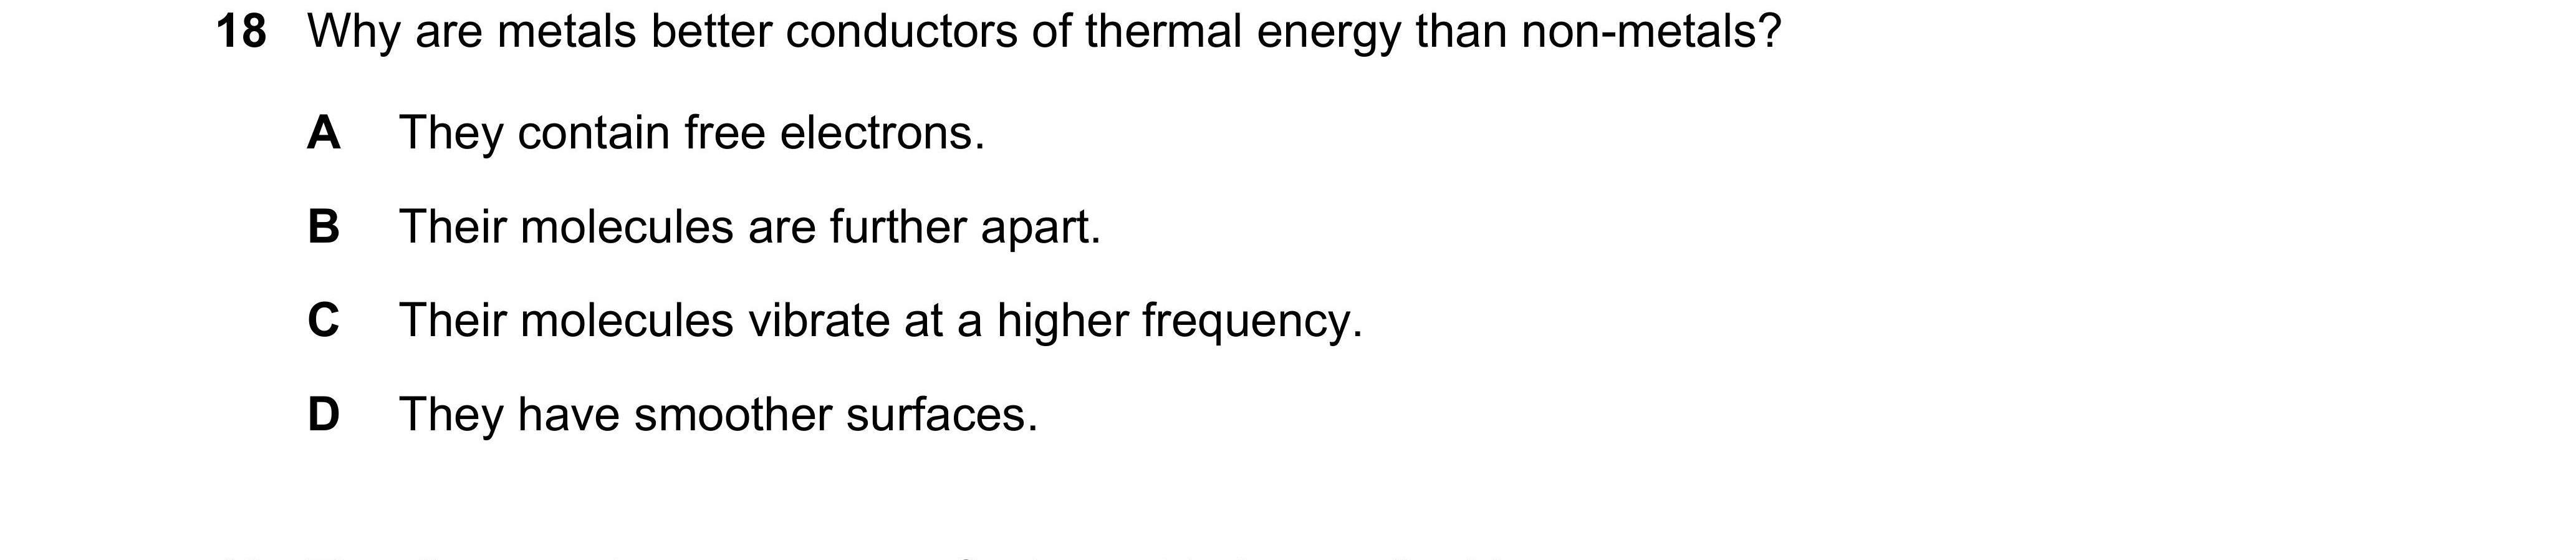 18 Why are metals better conductors of thermal energy than non-metals?
A They contain free electrons.
B Their molecules are further apart.
C Their molecules vibrate at a higher frequency.
D They have smoother surfaces.